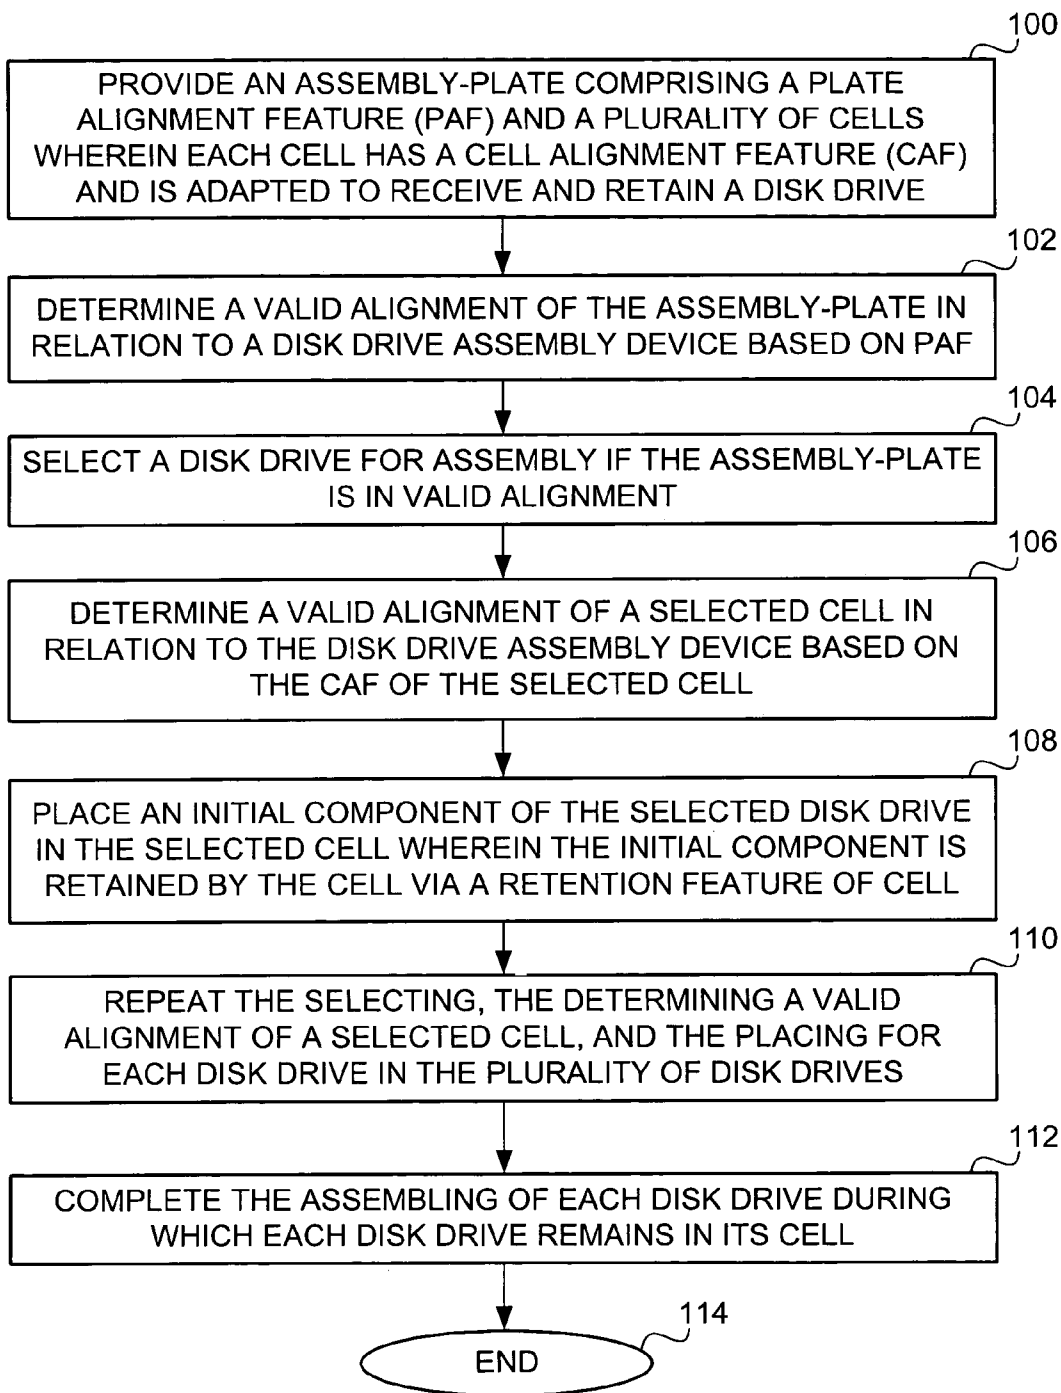 100
PROVIDE AN ASSEMBLY-PLATE COMPRISING A PLATE
ALIGNMENT FEATURE (PAF) AND A PLURALITY OF CELLS
WHEREIN EACH CELL HAS A CELL ALIGNMENT FEATURE (CAF)
AND IS ADAPTED TO RECEIVE AND RETAIN A DISK DRIVE
102
DETERMINE A VALID ALIGNMENT OF THE ASSEMBLY-PLATE IN
RELATION TO A DISK DRIVE ASSEMBLY DEVICE BASED ON PAF
104
SELECT A DISK DRIVE FOR ASSEMBLY IF THE ASSEMBLY-PLATE
IS IN VALID ALIGNMENT
106
DETERMINE A VALID ALIGNMENT OF A SELECTED CELL IN
RELATION TO THE DISK DRIVE ASSEMBLY DEVICE BASED ON
THE CAF OF THE SELECTED CELL
108
PLACE AN INITIAL COMPONENT OF THE SELECTED DISK DRIVE
IN THE SELECTED CELL WHEREIN THE INITIAL COMPONENT IS
RETAINED BY THE CELL VIA A RETENTION FEATURE OF CELL
110
REPEAT THE SELECTING, THE DETERMINING A VALID
ALIGNMENT OF A SELECTED CELL, AND THE PLACING FOR
EACH DISK DRIVE IN THE PLURALITY OF DISK DRIVES
112
COMPLETE THE ASSEMBLING OF EACH DISK DRIVE DURING
WHICH EACH DISK DRIVE REMAINS IN ITS CELL
114
END